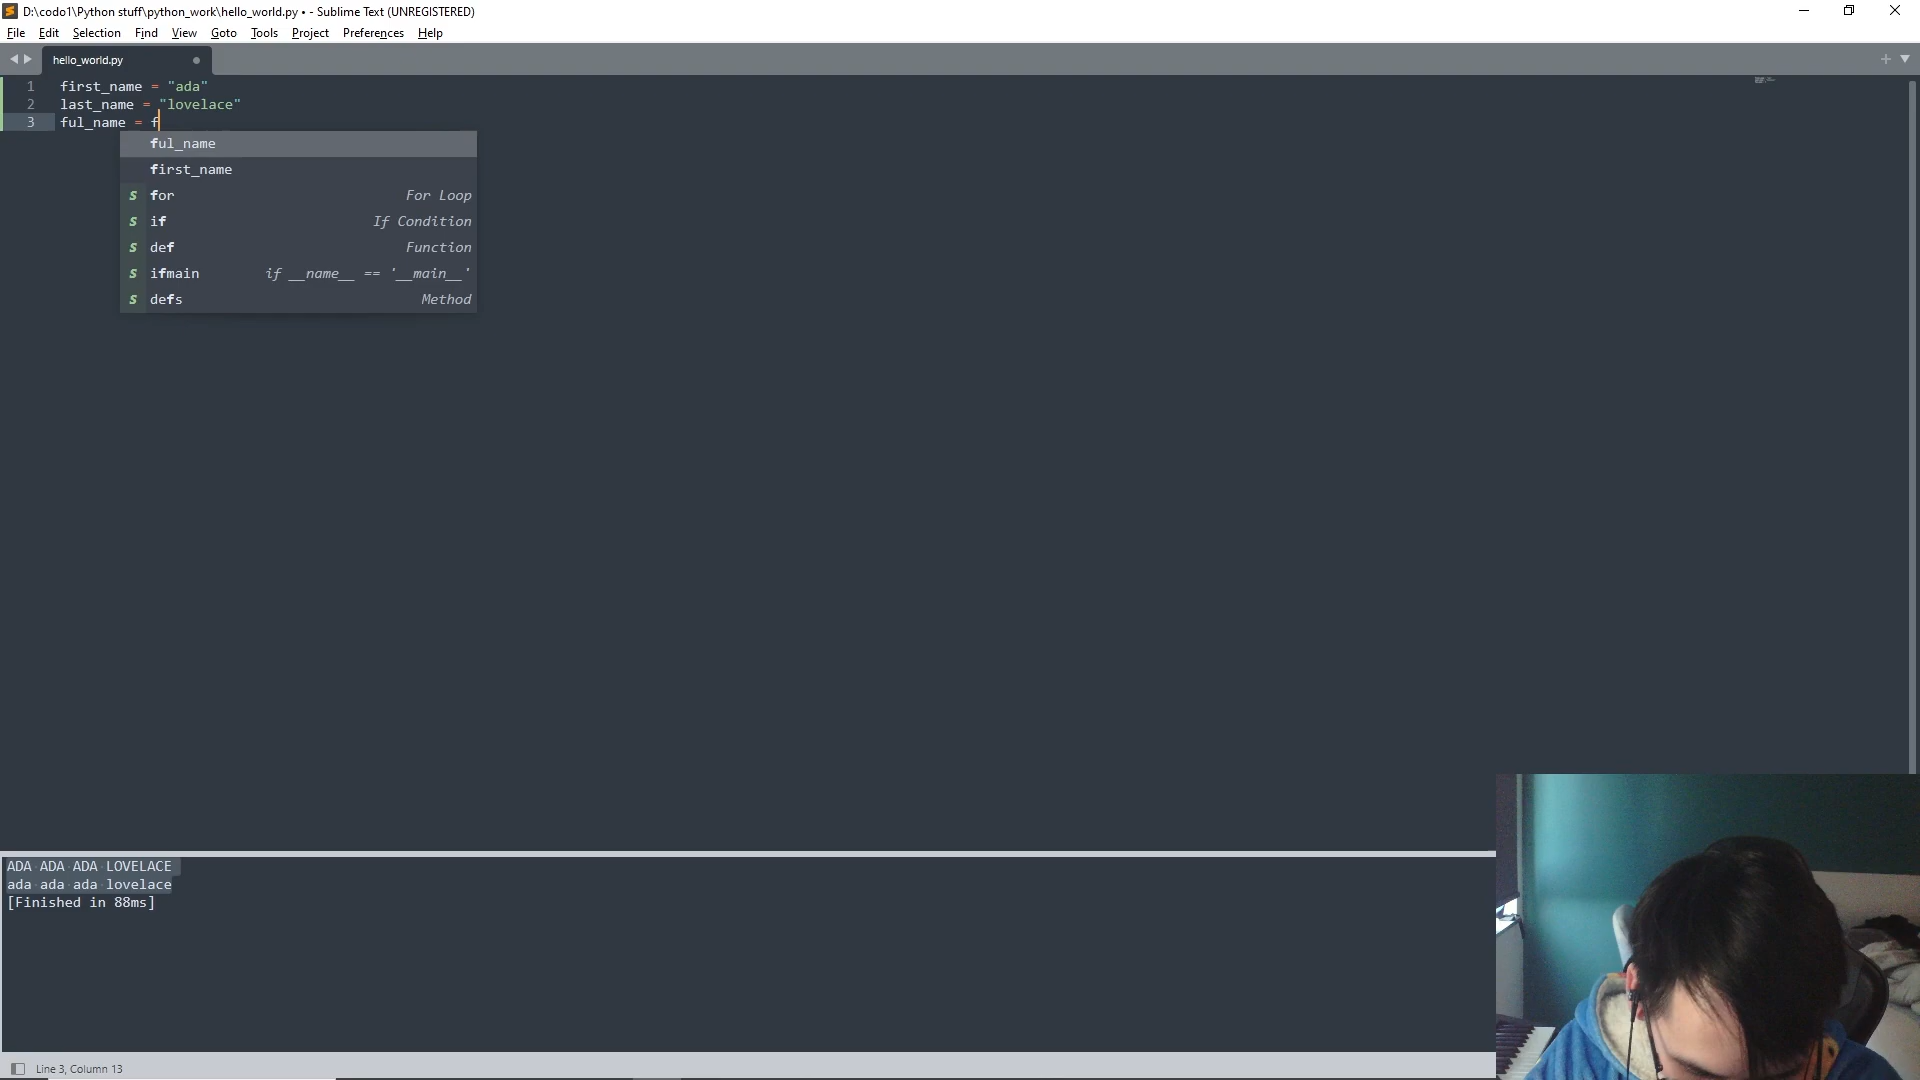 D:\codo1\Python stuff\python_work\hello_world.py • - Sublime Text (UNREGISTERED)
File Edit Selection Find View Goto Tools Project Preferences Help
hello_world.py
1 first_name = "ada"
2 last_name = "lovelace"
3 ful_name = f
ful_name
first_name
s for For Loop
s if If Condition
s def Function
s ifmain if __name__ == '__main__'
s defs Method
ADA ADA ADA LOVELACE
ada ada ada lovelace
[Finished in 88ms]
Line 3, Column 13